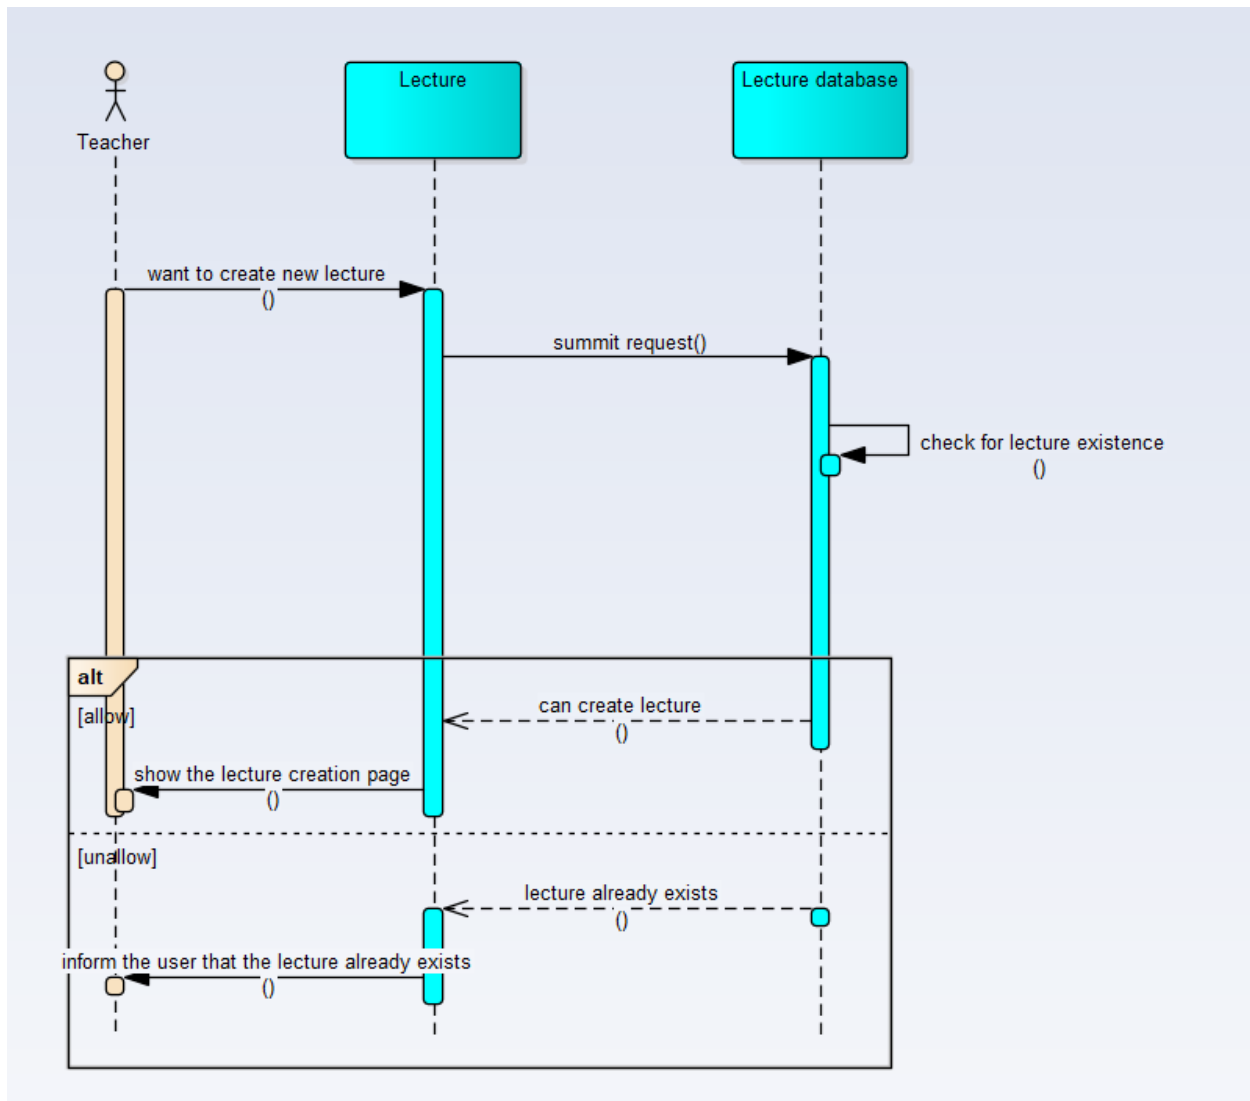 Teacher
Lecture
Lecture database
want to create new lecture
()
summit request()
check for lecture existence
()
alt
[allow]
can create lecture
()
show the lecture creation page
()
[unallow]
lecture already exists
()
inform the user that the lecture already exists
()